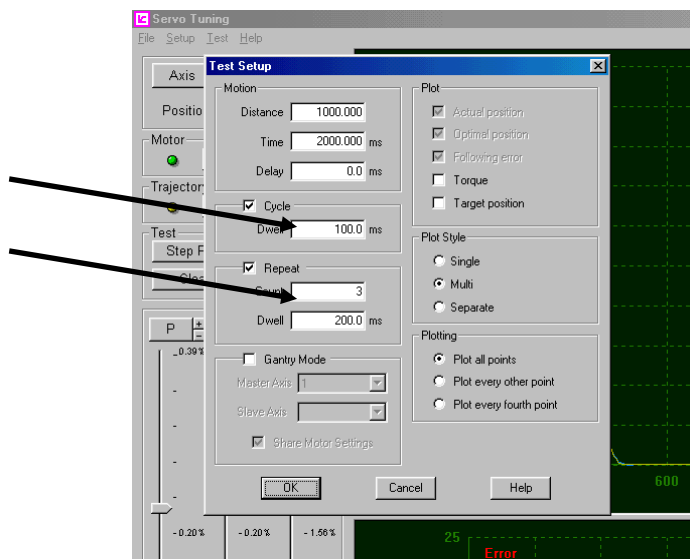 Servo Tuning
File Setup Test Help
Test Setup
Axis
Positio
Motor
Trajector
Test
Step F
Clea
P
+
-
_0.39%
-0.20%
-0.20%
-1.56%
Motion
Distance 1000.000
Time 2000.000 ms
Delay 0.0 ms
Cycle
Dwell 100.0 ms
Repeat
Count 3
Dwell 200.0 ms
Gantry Mode
Master Axis 1
Slave Axis
Share Motor Settings
Plot
Actual position
Optimal position
Following error
Torque
Target position
Plot Style
Single
Multi
Separate
Plotting
Plot all points
Plot every other point
Plot every fourth point
OK Cancel Help
600
25
Error